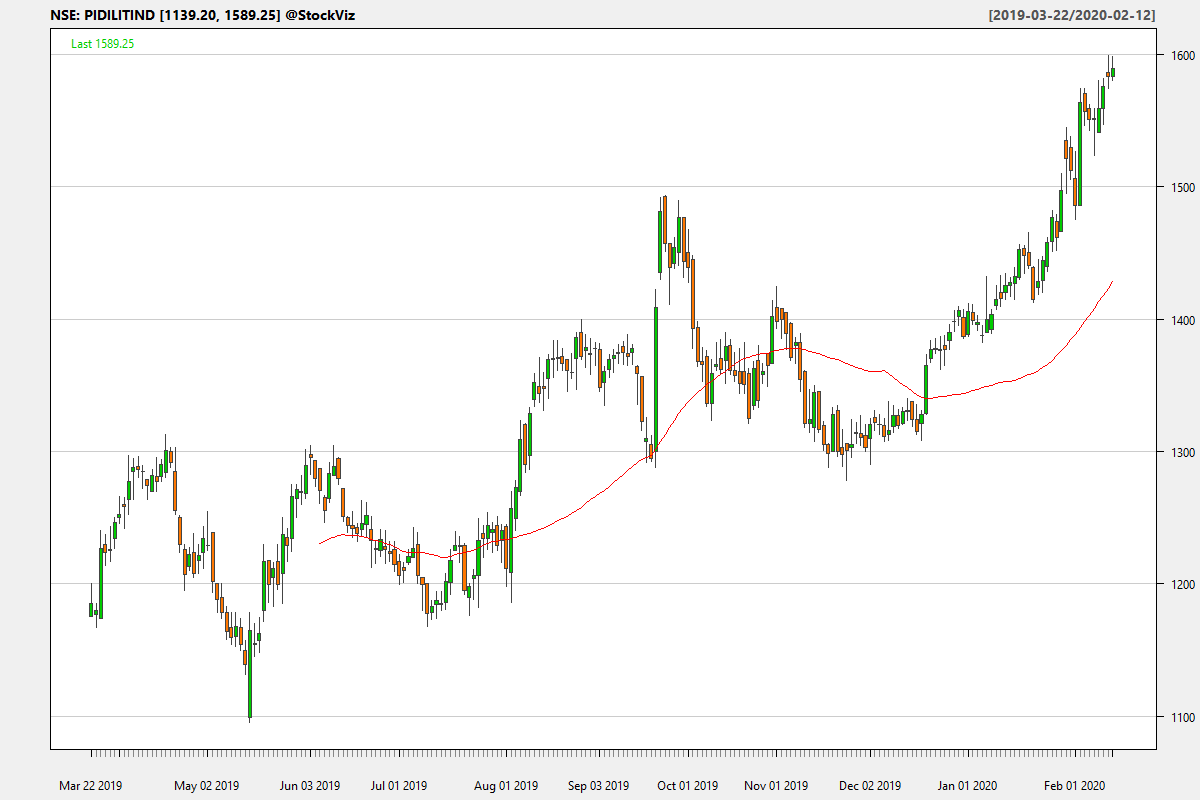 NSE: PIDILITIND [1139.20, 1589.25] @StockViz
[2019-03-22/2020-02-12]
Last 1589.25
1600
1500
1400
1300
1200
1100
Mar 22 2019 May 02 2019 Jun 03 2019 Jul 01 2019 Aug 01 2019 Sep 03 2019 Oct 01 2019 Nov 01 2019 Dec 02 2019 Jan 01 2020 Feb 01 2020